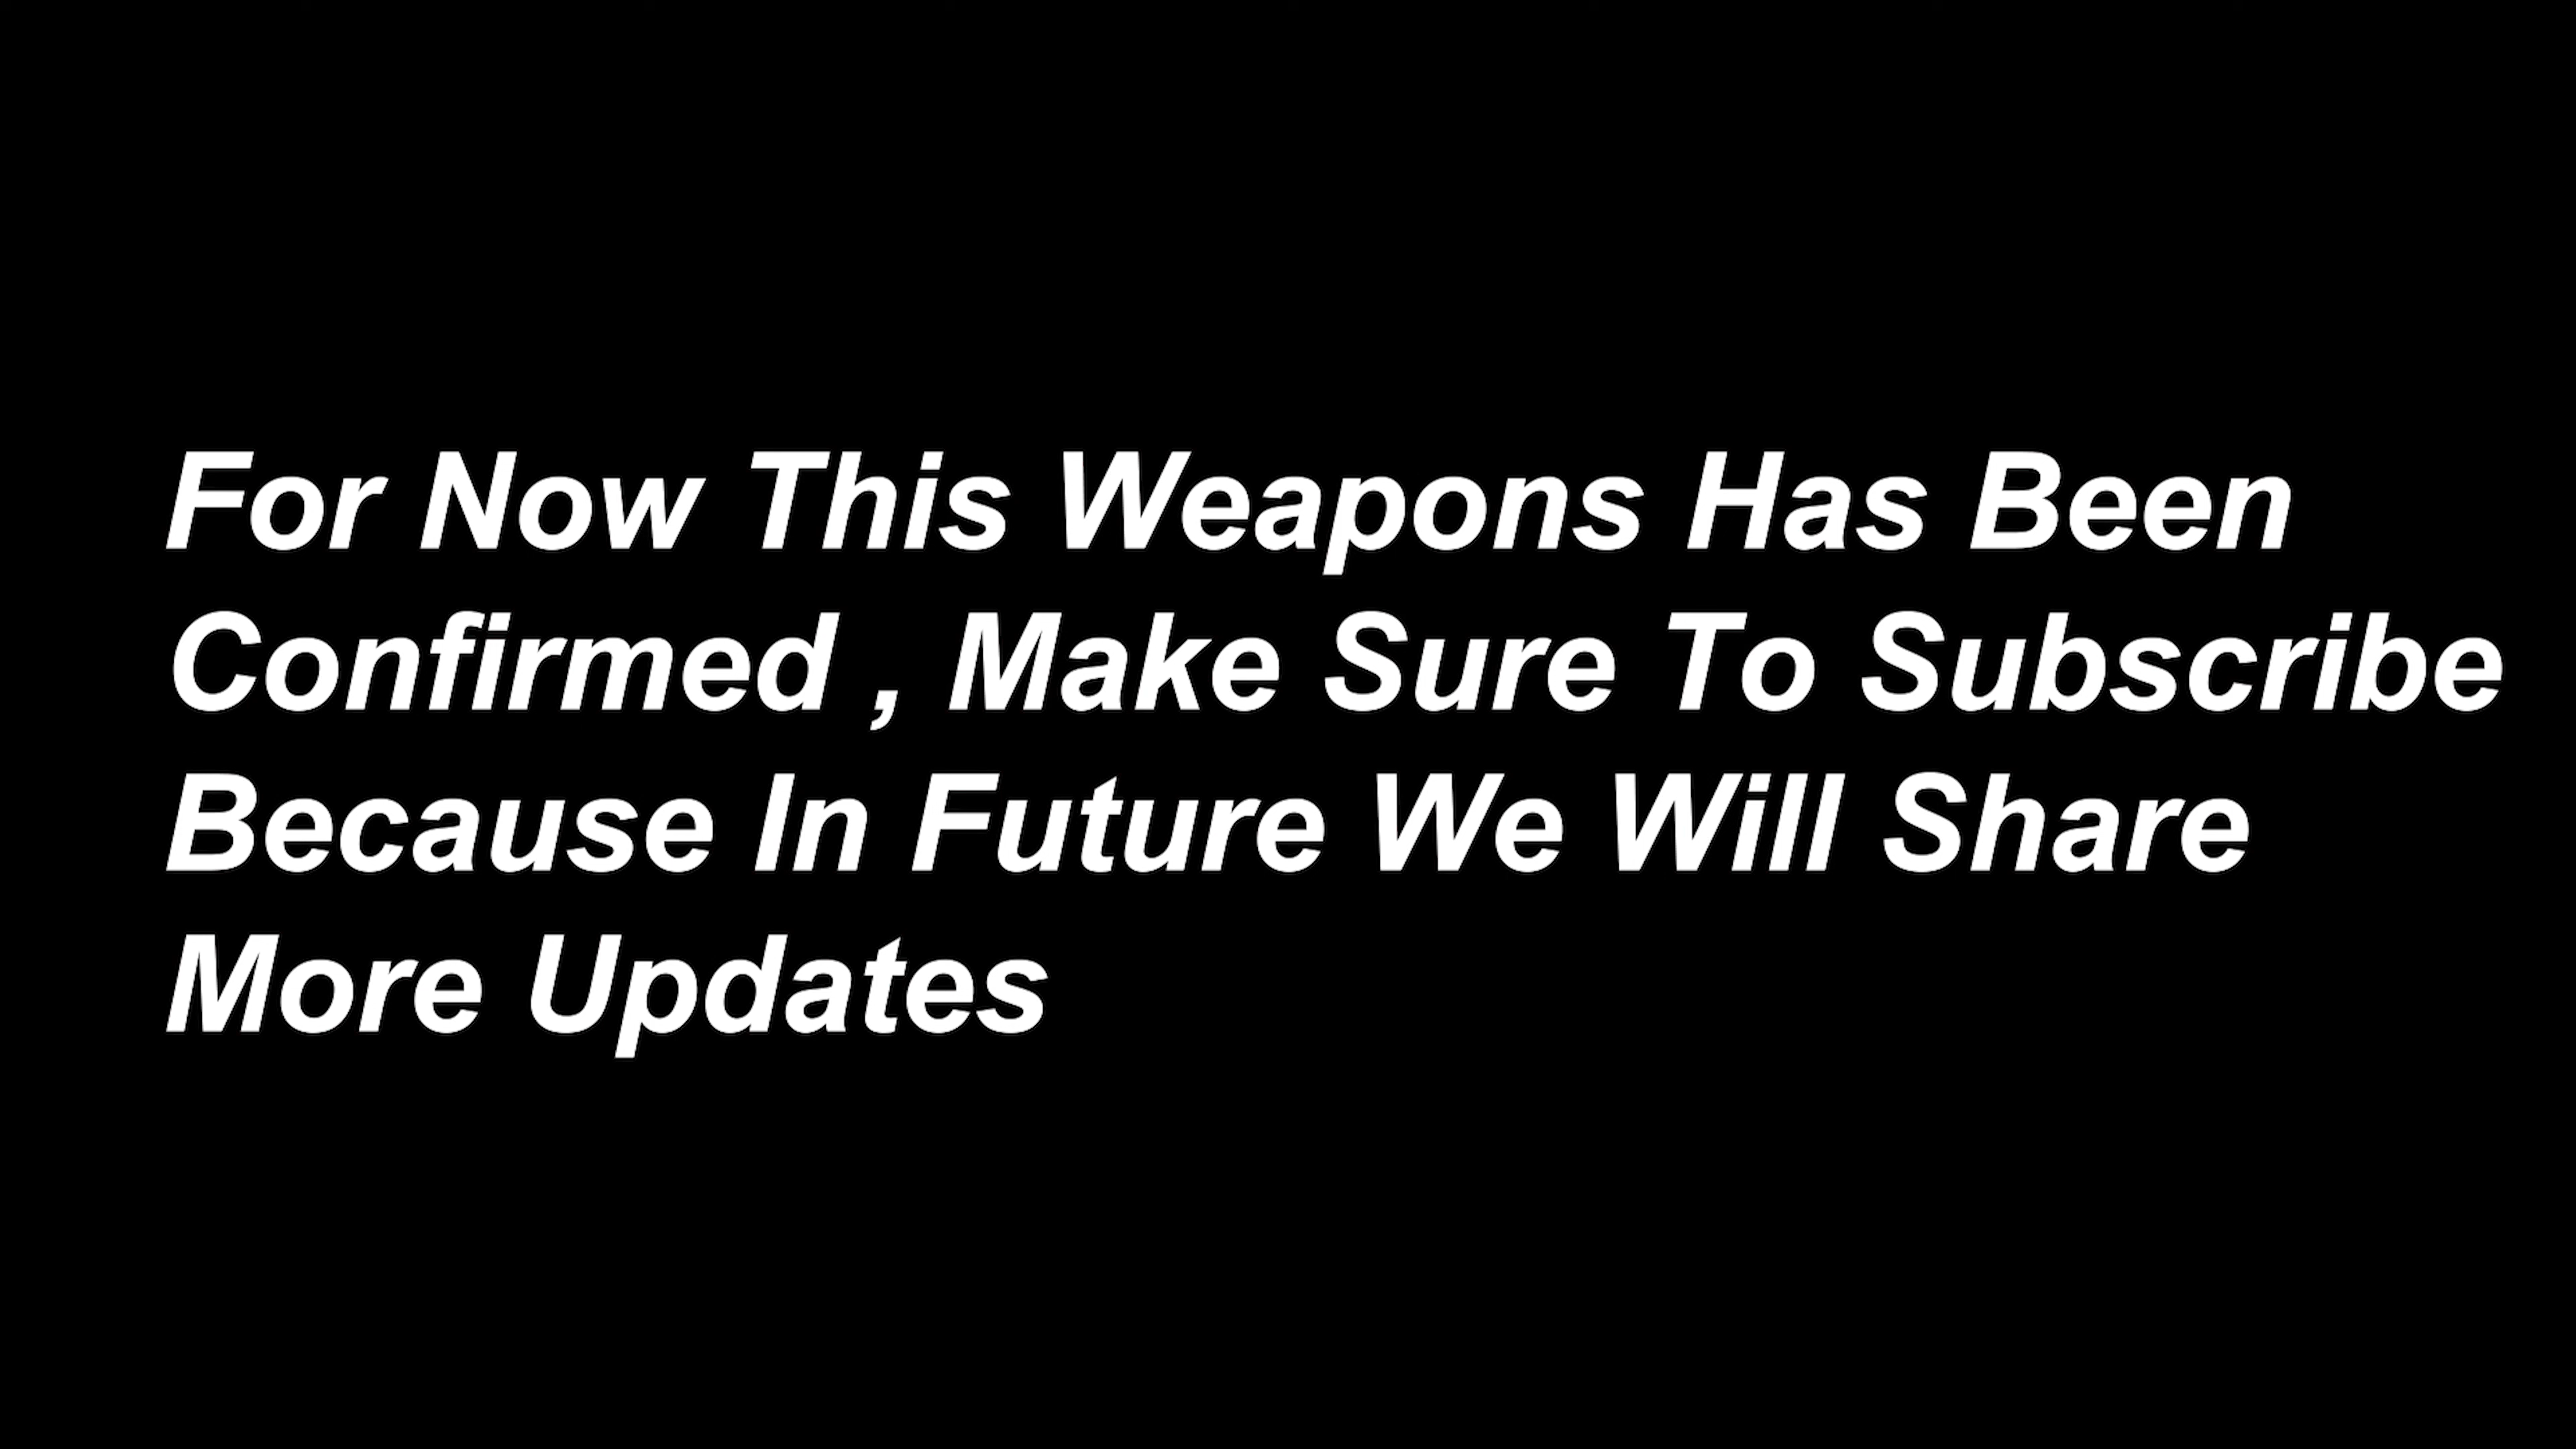 For Now This Weapons Has Been
Confirmed , Make Sure To Subscribe
Because In Future We Will Share
More Updates